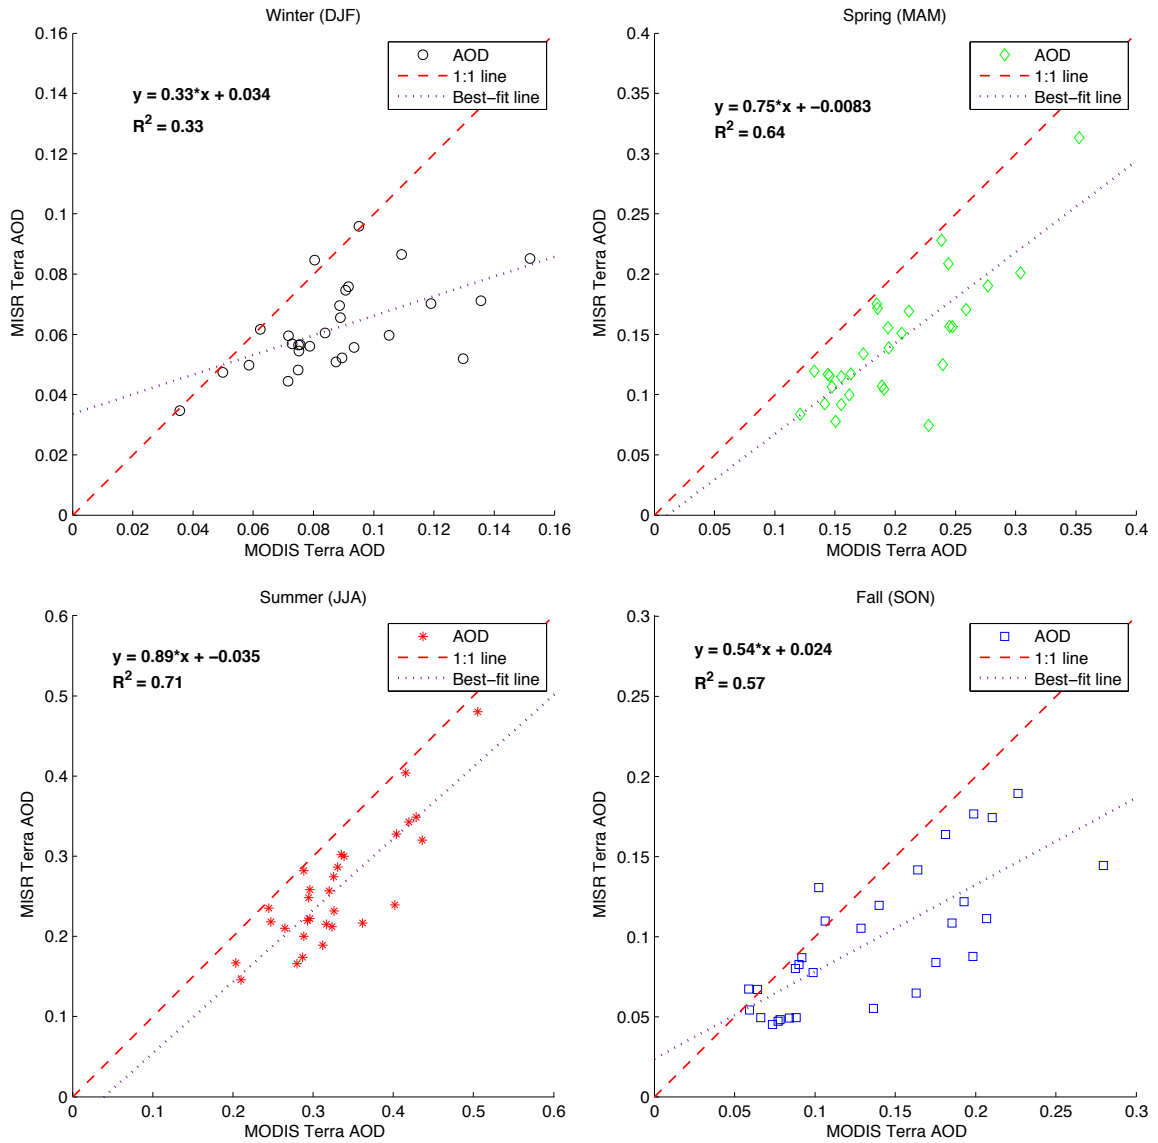 Winter (DJF)
0.16
0.14
0.12
0.1
0.08
0.06
0.04
0.02
0
MISR Terra AOD
y = 0.33*x + 0.034
R² = 0.33
AOD
1:1 line
Best−fit line
0 0.02 0.04 0.06 0.08 0.1 0.12 0.14 0.16
MODIS Terra AOD
Spring (MAM)
0.4
0.35
0.3
0.25
0.2
0.15
0.1
0.05
0
MISR Terra AOD
y = 0.75*x + −0.0083
R² = 0.64
AOD
1:1 line
Best−fit line
0 0.05 0.1 0.15 0.2 0.25 0.3 0.35 0.4
MODIS Terra AOD
Summer (JJA)
0.6
0.5
0.4
0.3
0.2
0.1
0
MISR Terra AOD
y = 0.89*x + −0.035
R² = 0.71
AOD
1:1 line
Best−fit line
0 0.1 0.2 0.3 0.4 0.5 0.6
MODIS Terra AOD
Fall (SON)
0.3
0.25
0.2
0.15
0.1
0.05
0
MISR Terra AOD
y = 0.54*x + 0.024
R² = 0.57
AOD
1:1 line
Best−fit line
0 0.05 0.1 0.15 0.2 0.25 0.3
MODIS Terra AOD